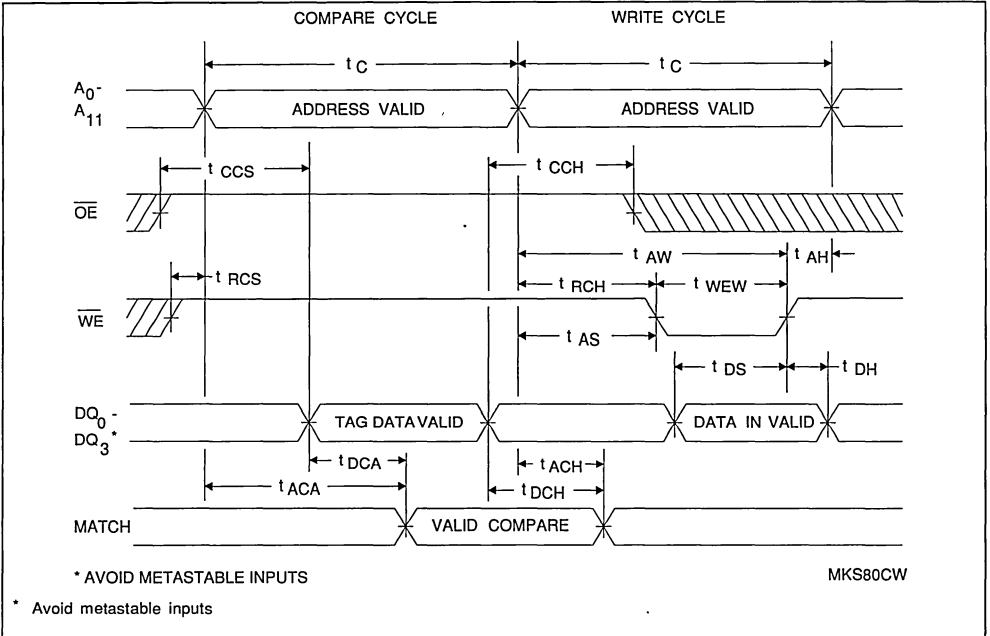 COMPARE CYCLE WRITE CYCLE
t C t C
A0-
A11
ADDRESS VALID ADDRESS VALID
t CCS t CCH
OE
t AW t AH
t RCS t RCH t WEW
WE
t AS
t DS t DH
DQ0 -
DQ3*
TAG DATA VALID DATA IN VALID
t DCA t ACH
t ACA t DCH
MATCH VALID COMPARE
* AVOID METASTABLE INPUTS MKS80CW
* Avoid metastable inputs